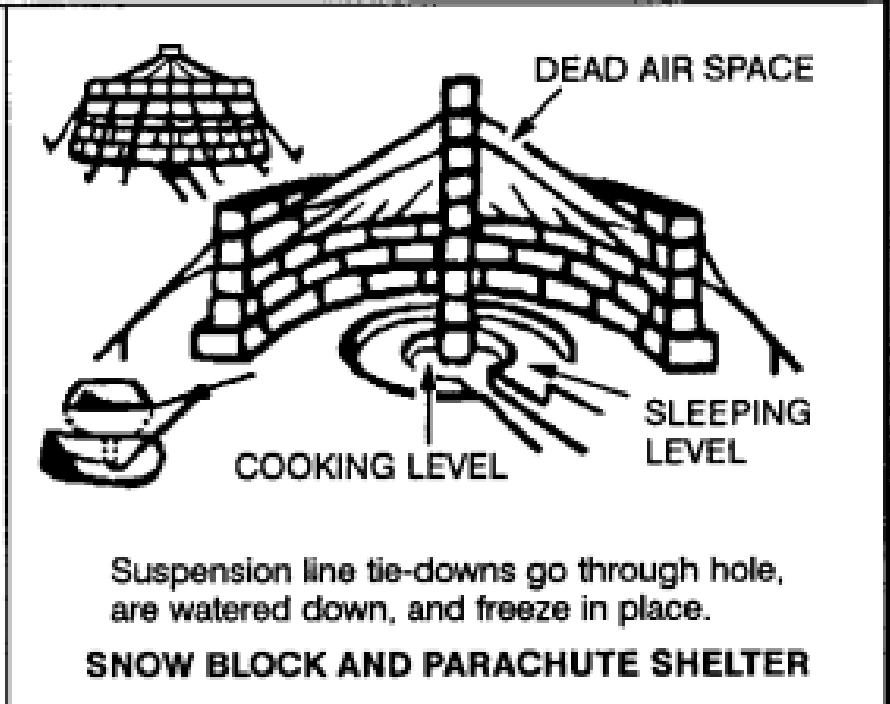 DEAD AIR SPACE
SLEEPING
LEVEL
COOKING LEVEL
Suspension line tie-downs go through hole,
are watered down, and freeze in place.
SNOW BLOCK AND PARACHUTE SHELTER